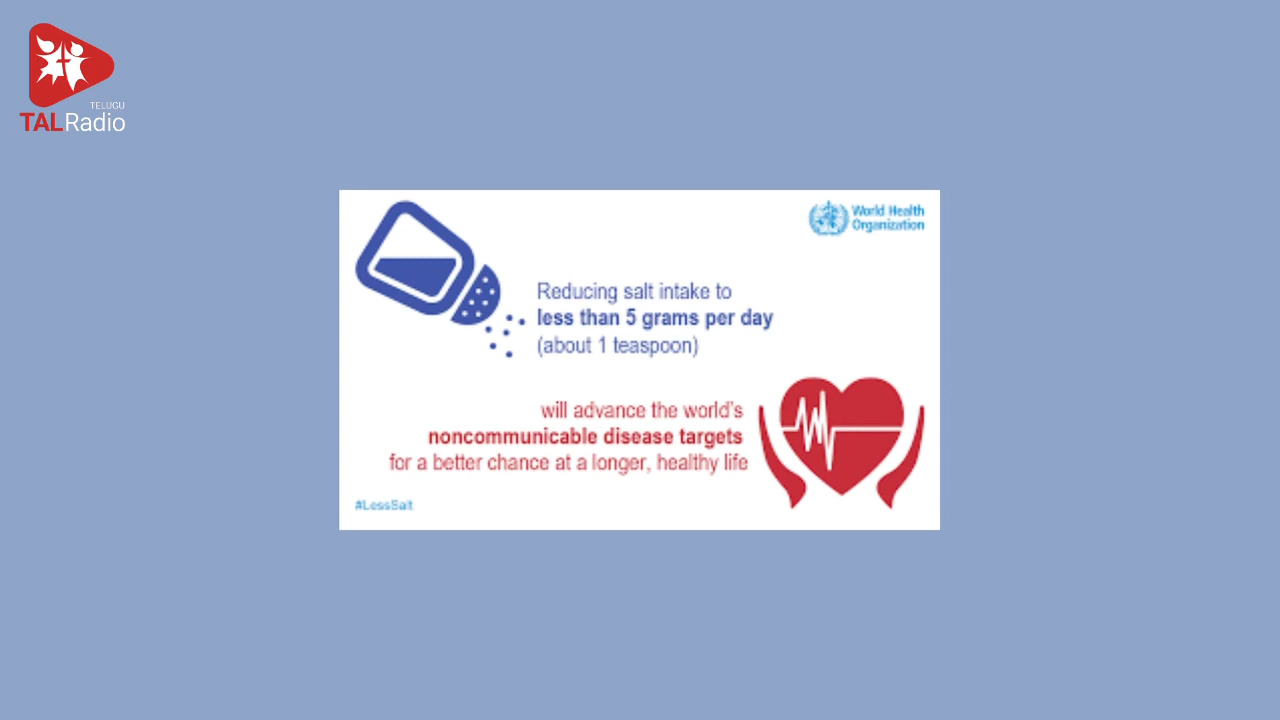 TELUGU
TALRadio
World Health
Organization
Reducing salt intake to
less than 5 grams per day
(about 1 teaspoon)
will advance the world's
noncommunicable disease targets
for a better chance at a longer, healthy life
#LessSalt